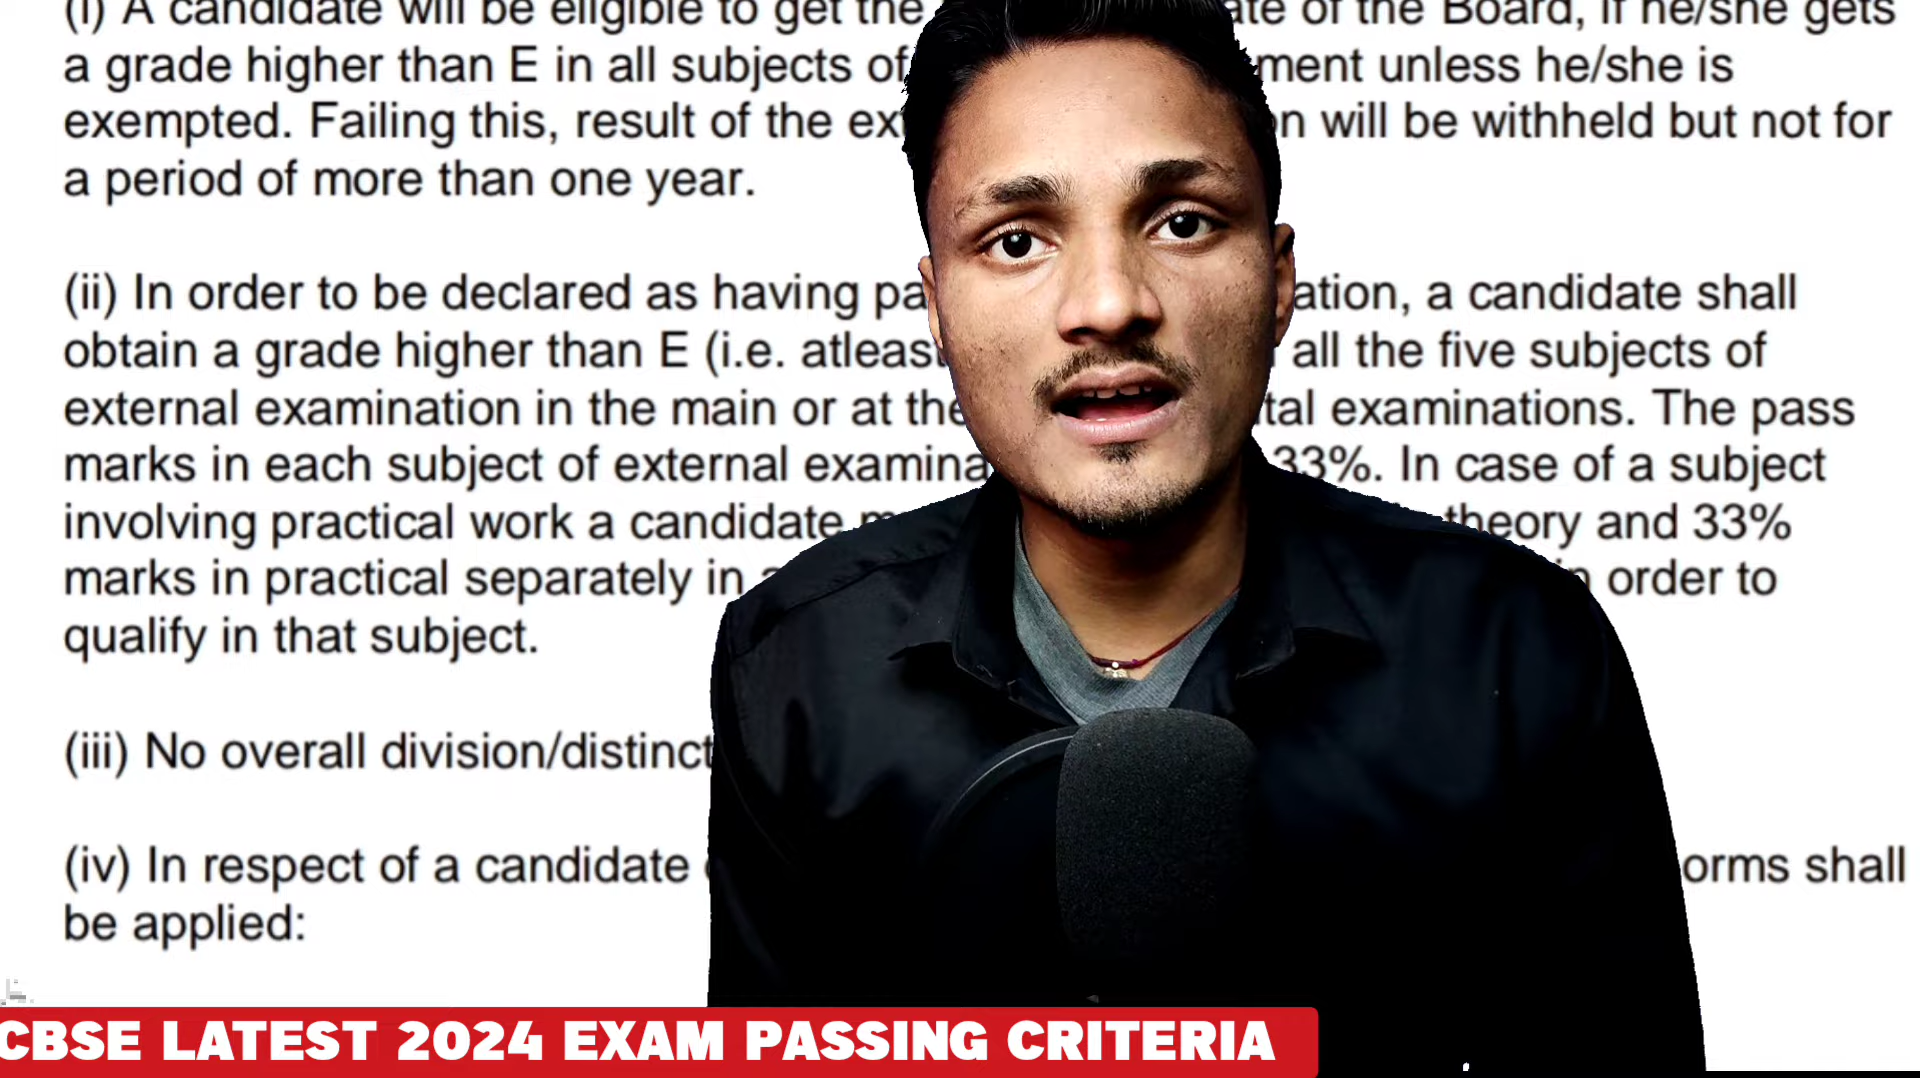 (i) A candidate will be eligible to get the ate of the Board, if he/she gets
a grade higher than E in all subjects of ment unless he/she is
exempted. Failing this, result of the ex n will be withheld but not for
a period of more than one year.
(ii) In order to be declared as having pa ation, a candidate shall
obtain a grade higher than E (i.e. atleast all the five subjects of
external examination in the main or at the tal examinations. The pass
marks in each subject of external examina 33%. In case of a subject
involving practical work a candidate theory and 33%
marks in practical separately in order to
qualify in that subject.
(iii) No overall division/distinct
(iv) In respect of a candidate orms shall
be applied:
CBSE LATEST 2024 EXAM PASSING CRITERIA